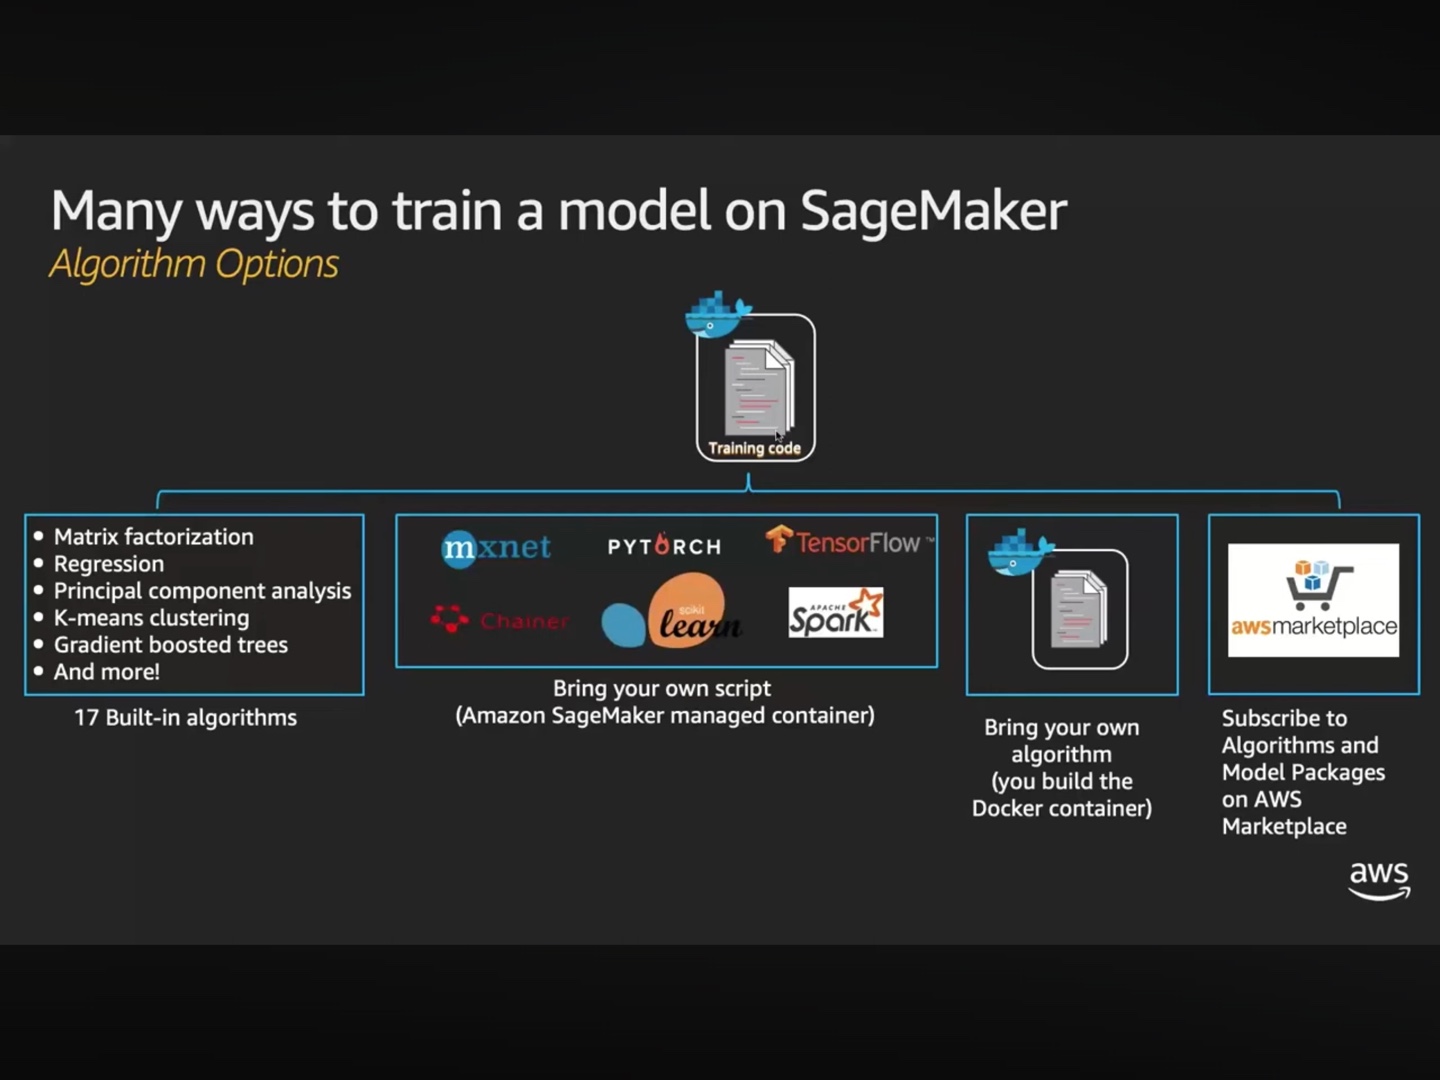 Many ways to train a model on SageMaker
Algorithm Options
Training code
• Matrix factorization
• Regression
• Principal component analysis
• K-means clustering
• Gradient boosted trees
• And more!
17 Built-in algorithms
mxnet
PYTORCH
TensorFlow™
Chainer
scikit
learn
APACHE
Spark™
Bring your own script
(Amazon SageMaker managed container)
Bring your own
algorithm
(you build the
Docker container)
awsmarketplace
Subscribe to
Algorithms and
Model Packages
on AWS
Marketplace
aws